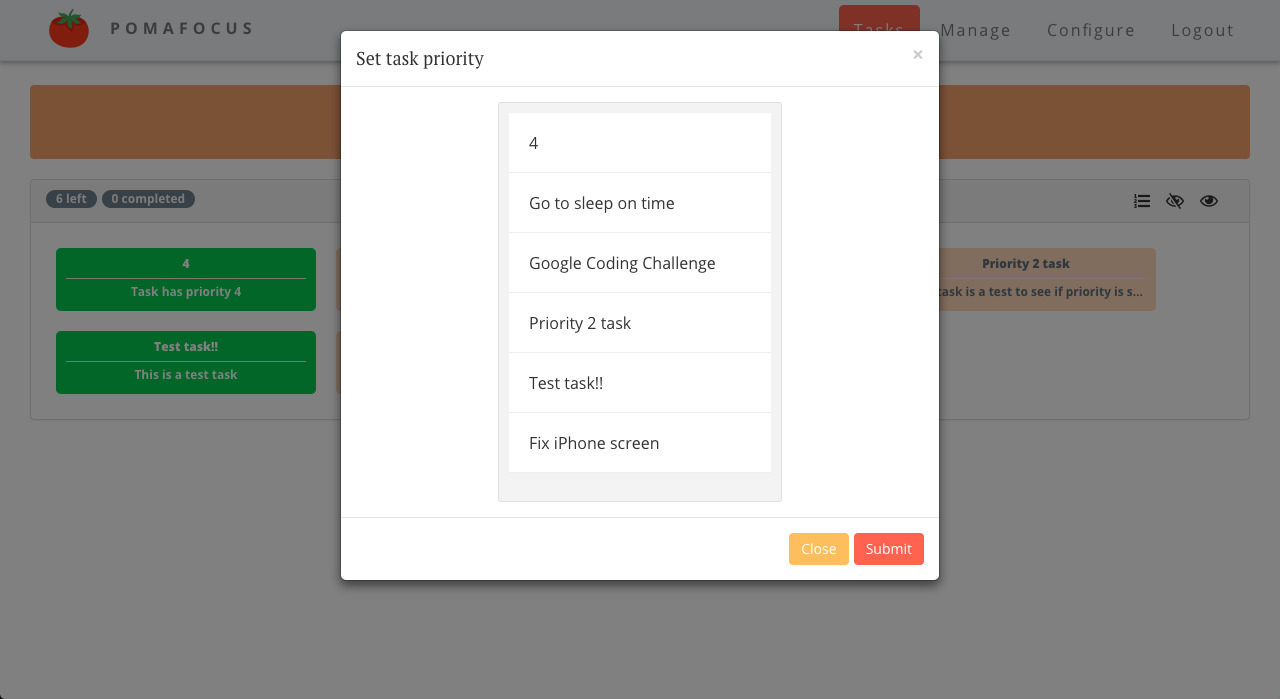 POMAFOCUS
Tasks
Manage
Configure
Logout
Set task priority
×
4
Go to sleep on time
Google Coding Challenge
Priority 2 task
Test task!!
Fix iPhone screen
Close
Submit
6 left
0 completed
4
Task has priority 4
Priority 2 task
task is a test to see if priority is s...
Test task!!
This is a test task